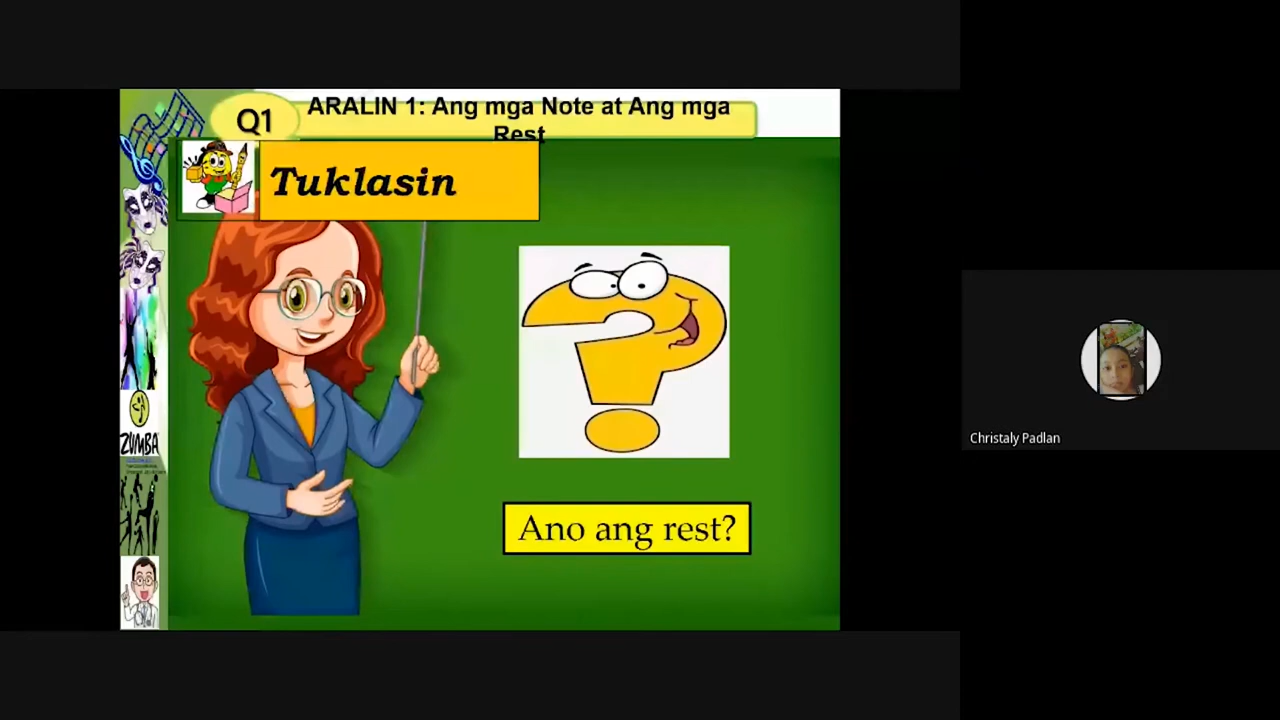 Q1
ARALIN 1: Ang mga Note at Ang mga
Rest
Tuklasin
ZUMBA
Ano ang rest?
Christaly Padlan